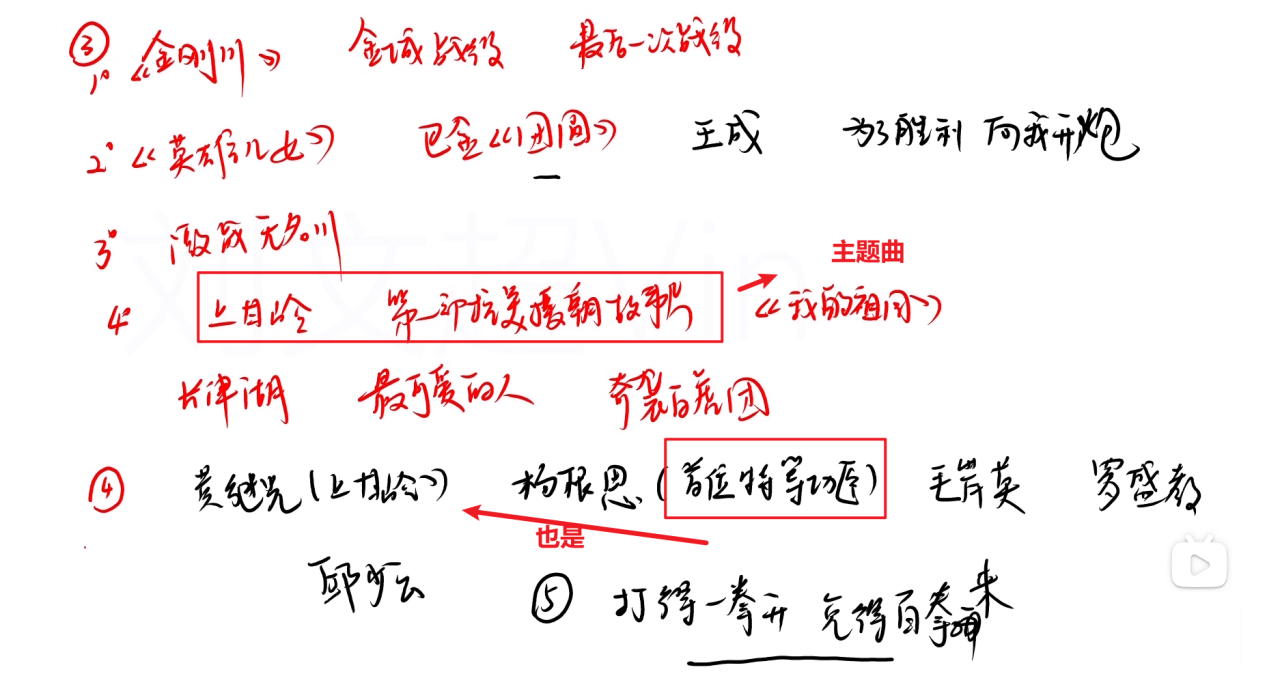 ③
1° 《金刚川》 金城战役 最后一次战役
2° 《英雄儿女》 巴金《团圆》 王成 为了胜利 向我开炮
3° 激战无名川
主题曲
4° 上甘岭 第一部抗美援朝故事片 《我的祖国》
长津湖 最可爱的人 奇袭白虎团
④ 黄继光(上甘岭) 杨根思(首位特等功臣) 毛岸英 罗盛教
也是
邱少云 ⑤ 打得一拳开 免得百拳来